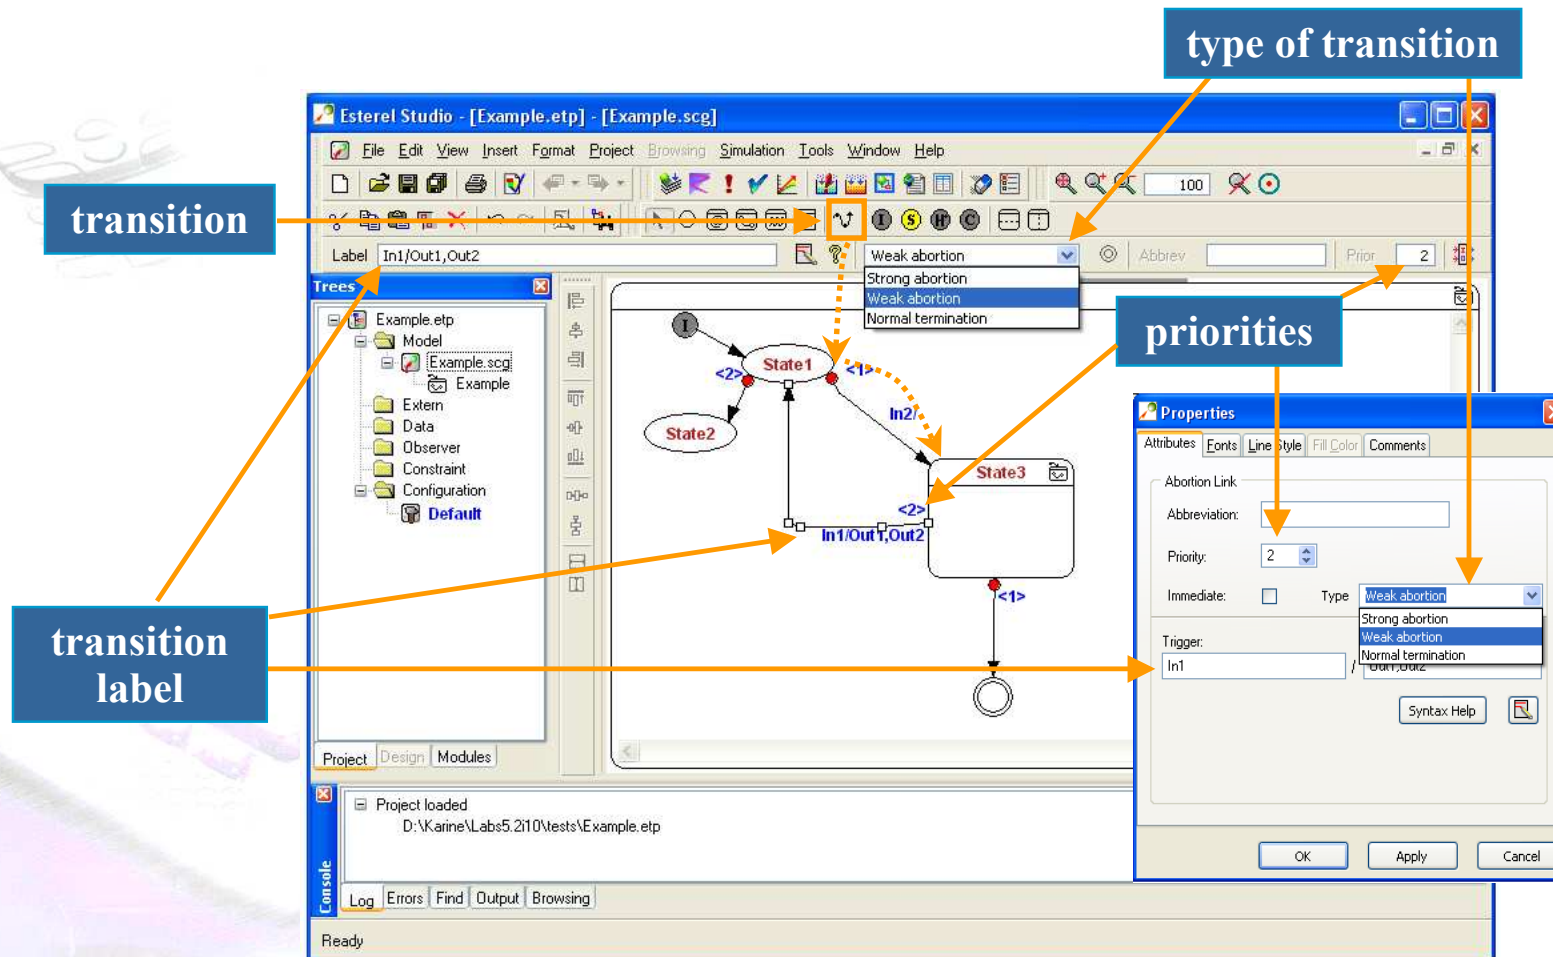 type of transition
Esterel Studio - [Example.etp] - [Example.scg]
File Edit View Insert Format Project Browsing Simulation Tools Window Help
100
transition
I S H* C
Label In1/Out1,Out2 Weak abortion Abbrev Prior 2
Strong abortion
Weak abortion
Normal termination
Trees
Example.etp
Model
Example.scg
Example
Extern
Data
Observer
Constraint
Configuration
Default
Project Design Modules
I
State1
<2> <1>
In2/
State2
State3
<2>
In1/Out1,Out2
<1>
priorities
Properties
Attributes Fonts Line Style Fill Color Comments
Abortion Link
Abbreviation:
Priority: 2
Immediate: Type Weak abortion
Strong abortion
Weak abortion
Normal termination
Trigger:
In1 / Out1,Out2
Syntax Help
OK Apply Cancel
transition
label
Project loaded
D:\Karine\Labs5.2i10\tests\Example.etp
Console
Log Errors Find Output Browsing
Ready